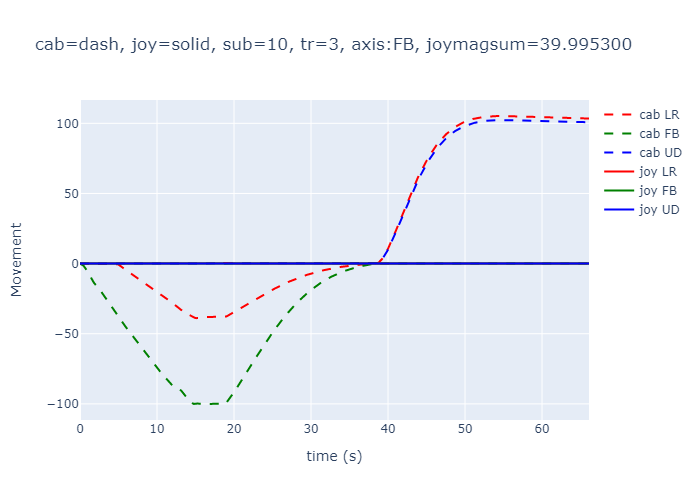 cab=dash, joy=solid, sub=10, tr=3, axis:FB, joymagsum=39.995300
cab LR
cab FB
cab UD
joy LR
joy FB
joy UD
Movement
100
50
0
−50
−100
0 10 20 30 40 50 60
time (s)